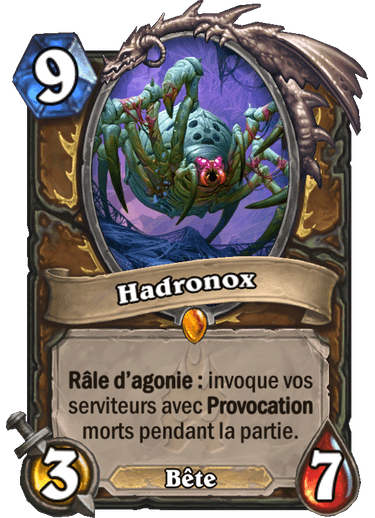 9
Hadronox
Râle d'agonie : invoque vos
serviteurs avec Provocation
morts pendant la partie.
3
Bête
7